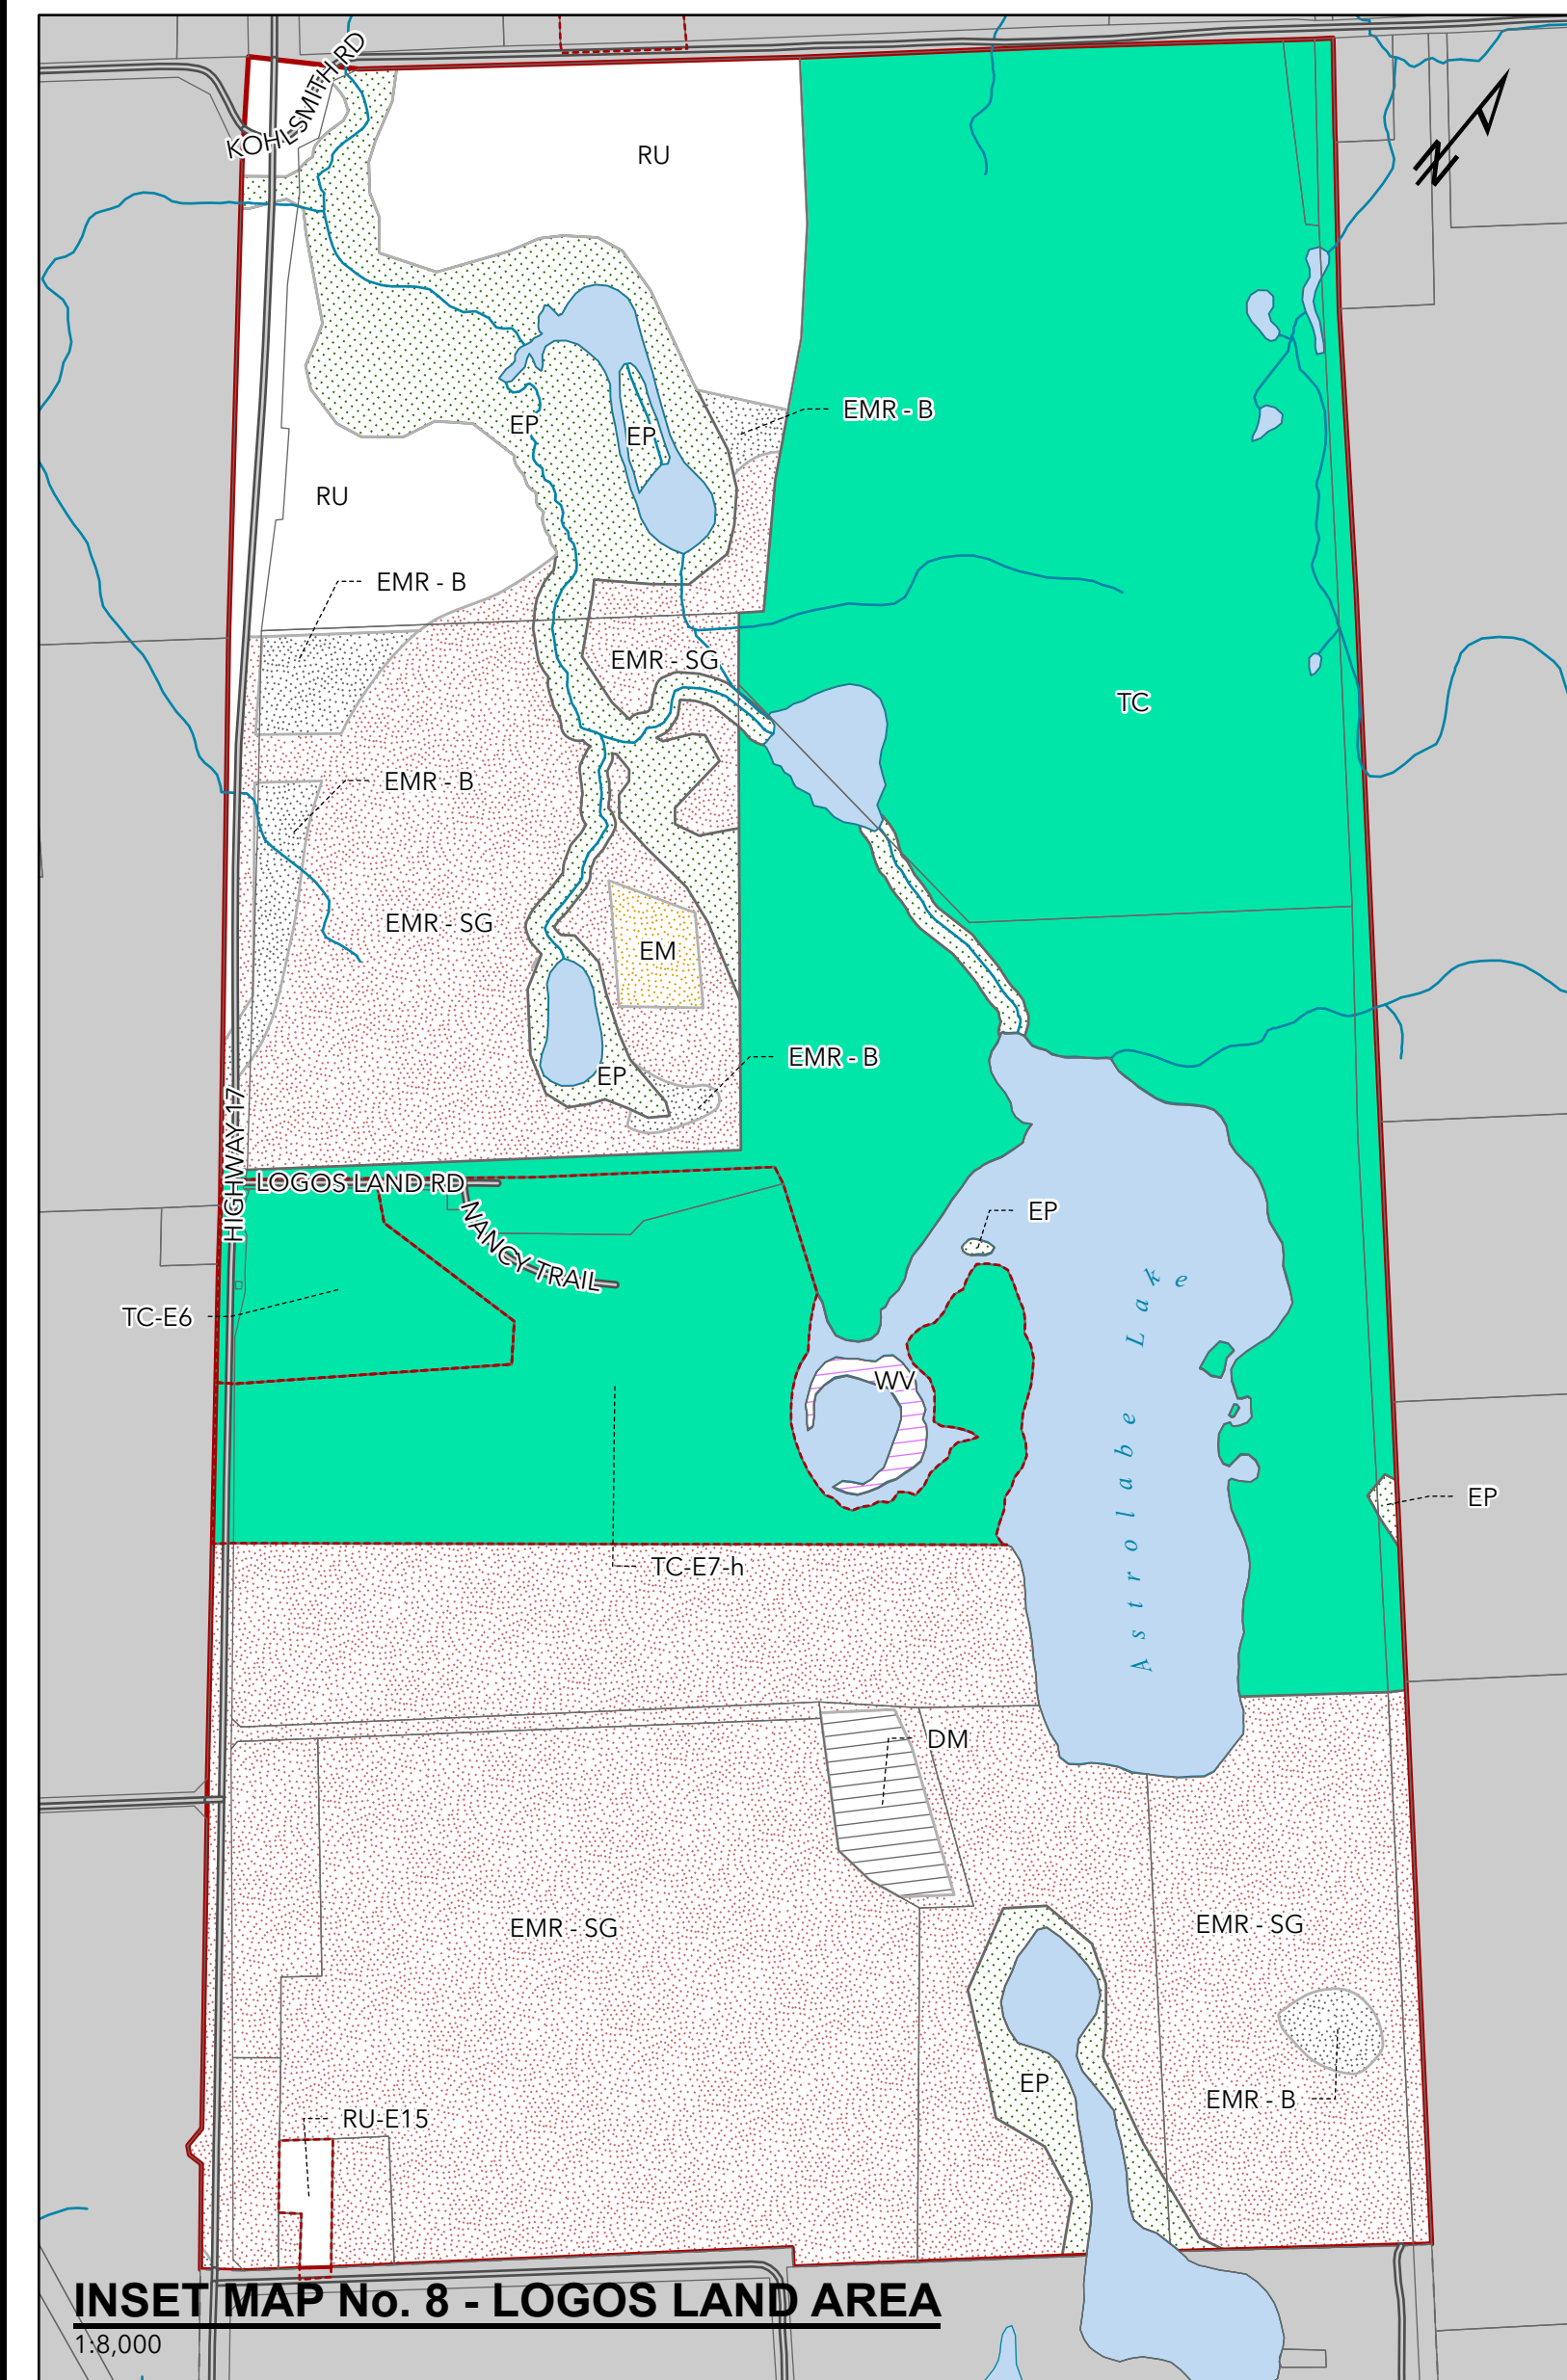 KOHLSMITH RD
N
RU
EMR - B
EP
EP
RU
EMR - B
EMR - SG
TC
EMR - B
EMR - SG
EM
EMR - B
EP
HIGHWAY 17
LOGOS LAND RD
NANCY TRAIL
EP
TC-E6
Astrolabe Lake
WV
EP
TC-E7-h
DM
EMR - SG
EMR - SG
EP
EMR - B
RU-E15
INSET MAP No. 8 - LOGOS LAND AREA
1:8,000